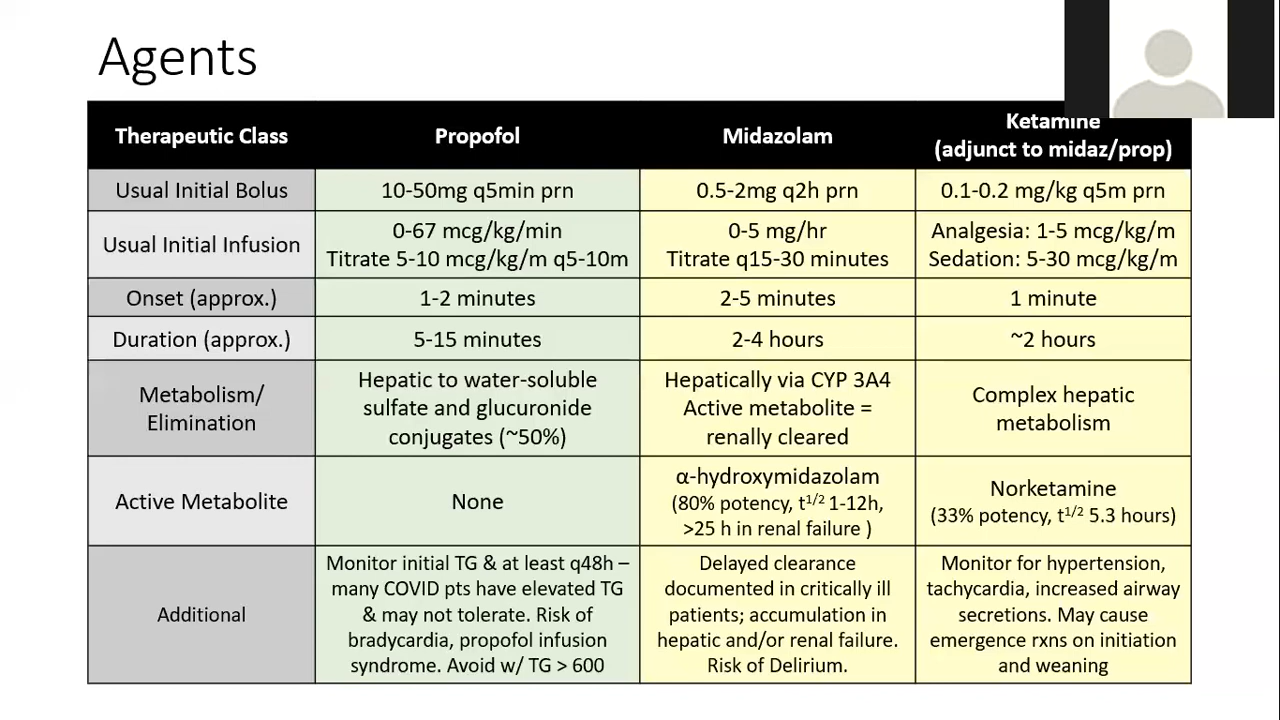 Agents
Therapeutic Class
Propofol
Midazolam
Ketamine
(adjunct to midaz/prop)
Usual Initial Bolus
10-50mg q5min prn
0.5-2mg q2h prn
0.1-0.2 mg/kg q5m prn
Usual Initial Infusion
0-67 mcg/kg/min
Titrate 5-10 mcg/kg/m q5-10m
0-5 mg/hr
Titrate q15-30 minutes
Analgesia: 1-5 mcg/kg/m
Sedation: 5-30 mcg/kg/m
Onset (approx.)
1-2 minutes
2-5 minutes
1 minute
Duration (approx.)
5-15 minutes
2-4 hours
~2 hours
Metabolism/
Elimination
Hepatic to water-soluble
sulfate and glucuronide
conjugates (~50%)
Hepatically via CYP 3A4
Active metabolite =
renally cleared
Complex hepatic
metabolism
Active Metabolite
None
α-hydroxymidazolam
(80% potency, t1/2 1-12h,
>25 h in renal failure )
Norketamine
(33% potency, t1/2 5.3 hours)
Additional
Monitor initial TG & at least q48h –
many COVID pts have elevated TG
& may not tolerate. Risk of
bradycardia, propofol infusion
syndrome. Avoid w/ TG > 600
Delayed clearance
documented in critically ill
patients; accumulation in
hepatic and/or renal failure.
Risk of Delirium.
Monitor for hypertension,
tachycardia, increased airway
secretions. May cause
emergence rxns on initiation
and weaning